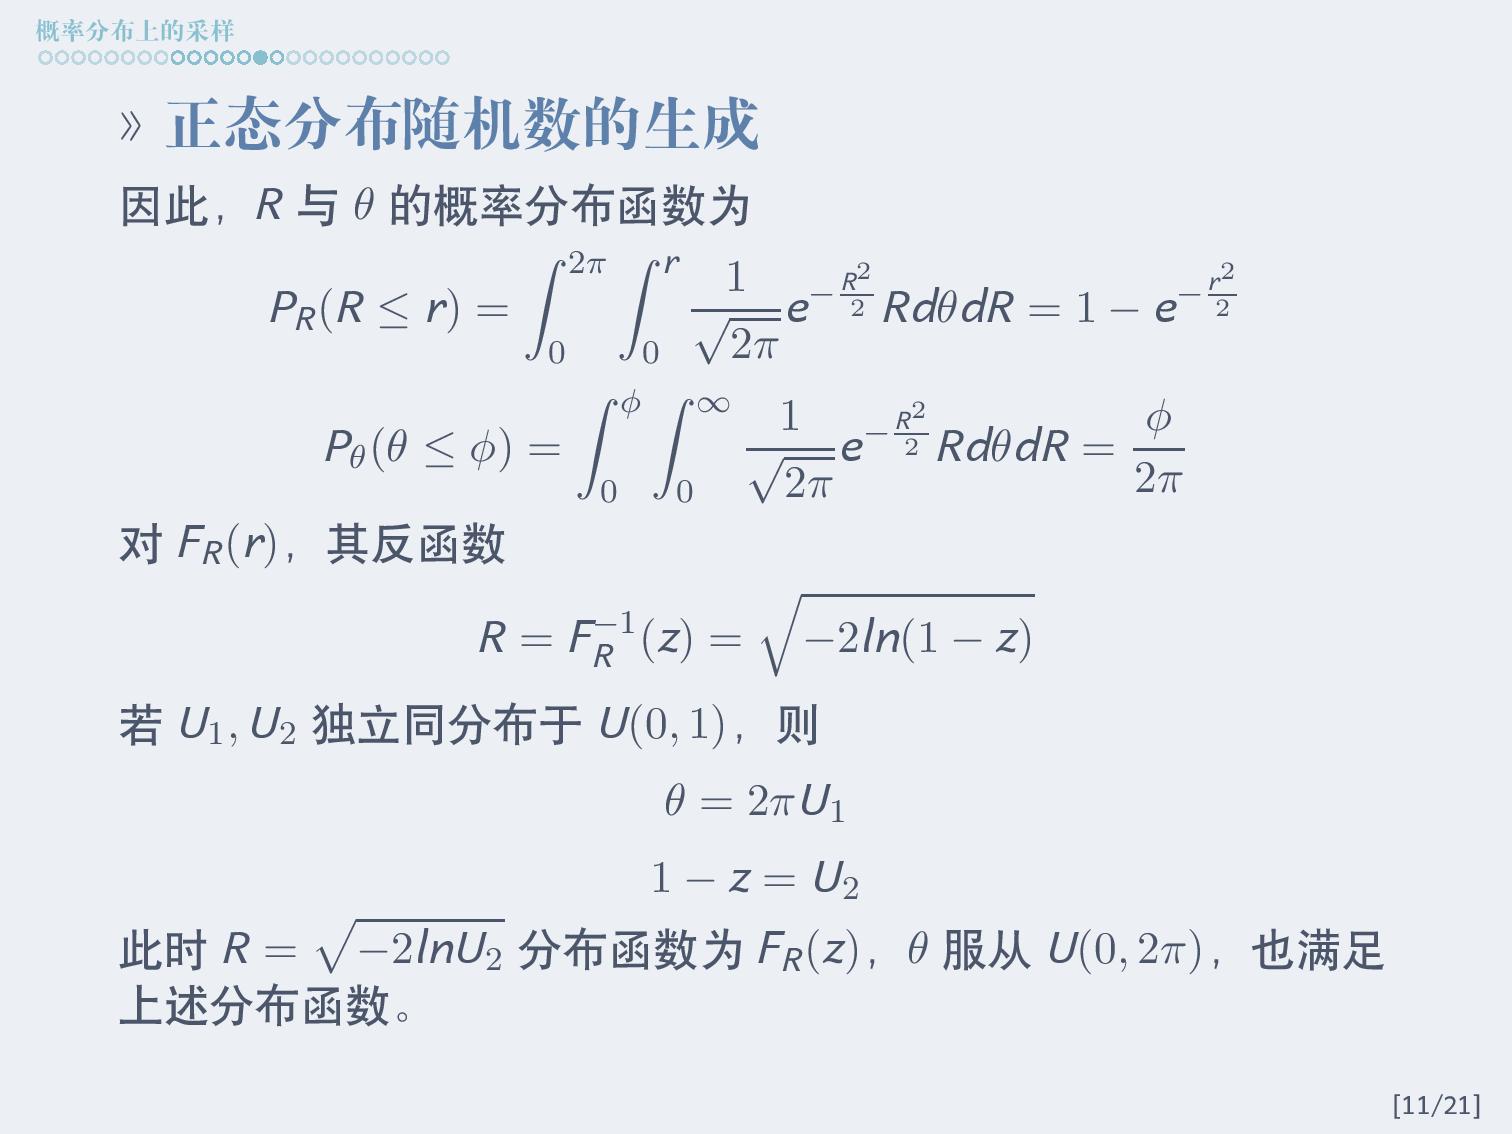 概率分布上的采样
» 正态分布随机数的生成
因此，R 与 θ 的概率分布函数为
$P_R(R \leq r) = \int_0^{2\pi} \int_0^r \frac{1}{\sqrt{2\pi}} e^{-\frac{R^2}{2}} R d\theta dR = 1 - e^{-\frac{r^2}{2}}$
$P_\theta(\theta \leq \phi) = \int_0^\phi \int_0^\infty \frac{1}{\sqrt{2\pi}} e^{-\frac{R^2}{2}} R d\theta dR = \frac{\phi}{2\pi}$
对 $F_R(r)$，其反函数
$R = F_R^{-1}(z) = \sqrt{-2ln(1 - z)}$
若 $U_1, U_2$ 独立同分布于 $U(0, 1)$，则
$\theta = 2\pi U_1$
$1 - z = U_2$
此时 $R = \sqrt{-2lnU_2}$ 分布函数为 $F_R(z)$，θ 服从 $U(0, 2\pi)$，也满足
上述分布函数。
[11/21]